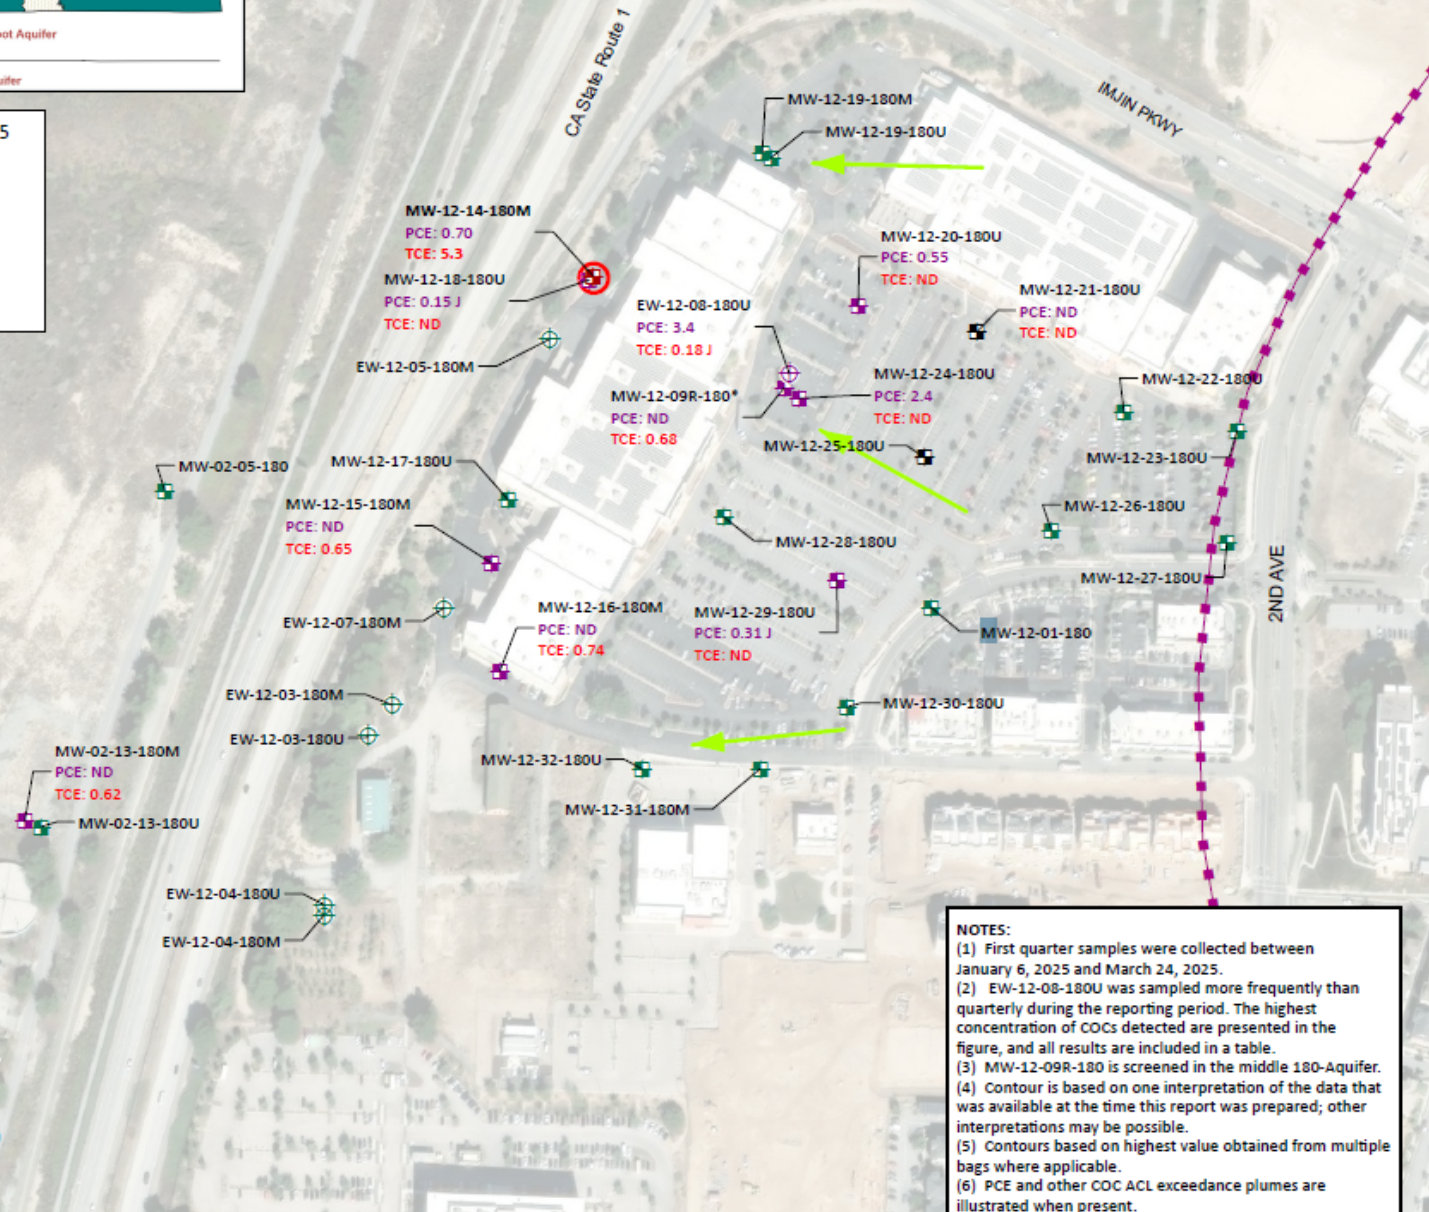 oot Aquifer
uifer
5
CA State Route 1
IMJIN PKWY
MW-12-19-180M
MW-12-19-180U
MW-12-14-180M
PCE: 0.70
TCE: 5.3
MW-12-18-180U
PCE: 0.15 J
TCE: ND
EW-12-05-180M
MW-12-20-180U
PCE: 0.55
TCE: ND
EW-12-08-180U
PCE: 3.4
TCE: 0.18 J
MW-12-21-180U
PCE: ND
TCE: ND
MW-12-09R-180*
PCE: ND
TCE: 0.68
MW-12-24-180U
PCE: 2.4
TCE: ND
MW-12-22-180U
MW-12-25-180U
MW-12-23-180U
MW-02-05-180
MW-12-17-180U
MW-12-15-180M
PCE: ND
TCE: 0.65
MW-12-26-180U
MW-12-28-180U
MW-12-27-180U
2ND AVE
EW-12-07-180M
MW-12-16-180M
PCE: ND
TCE: 0.74
MW-12-29-180U
PCE: 0.31 J
TCE: ND
MW-12-01-180
EW-12-03-180M
MW-12-30-180U
EW-12-03-180U
MW-02-13-180M
PCE: ND
TCE: 0.62
MW-12-32-180U
MW-12-31-180M
MW-02-13-180U
EW-12-04-180U
EW-12-04-180M
NOTES:
(1) First quarter samples were collected between
January 6, 2025 and March 24, 2025.
(2) EW-12-08-180U was sampled more frequently than
quarterly during the reporting period. The highest
concentration of COCs detected are presented in the
figure, and all results are included in a table.
(3) MW-12-09R-180 is screened in the middle 180-Aquifer.
(4) Contour is based on one interpretation of the data that
was available at the time this report was prepared; other
interpretations may be possible.
(5) Contours based on highest value obtained from multiple
bags where applicable.
(6) PCE and other COC ACL exceedance plumes are
illustrated when present.